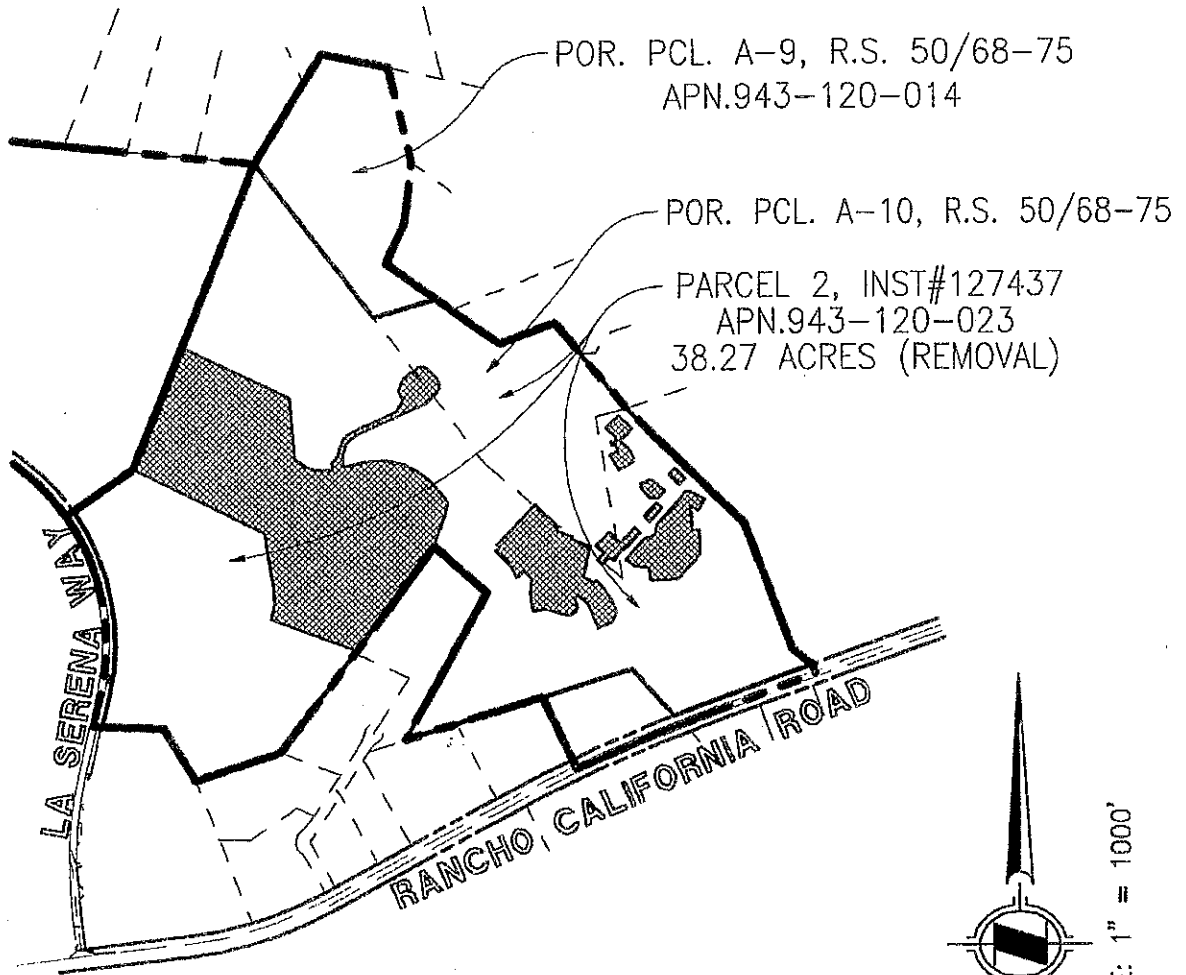 POR. PCL. A-9, R.S. 50/68-75
APN.943-120-014
POR. PCL. A-10, R.S. 50/68-75
PARCEL 2, INST#127437
APN.943-120-023
38.27 ACRES (REMOVAL)
LA SERENA WAY
RANCHO CALIFORNIA ROAD
: 1" = 1000'